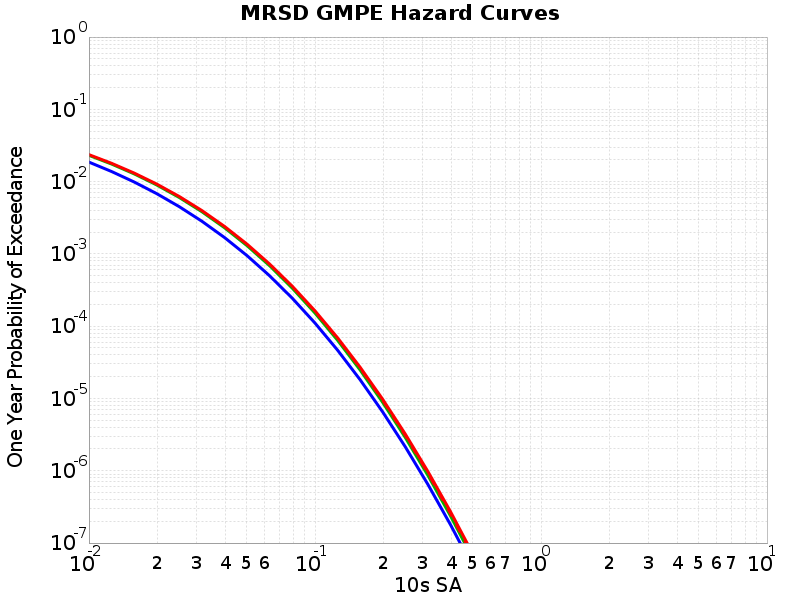 MRSD GMPE Hazard Curves
One Year Probability of Exceedance
10^0
10^-1
10^-2
10^-3
10^-4
10^-5
10^-6
10^-7
10^-2 2 3 4 5 6 10^-1 2 3 4 5 6 7 10^0 2 3 4 5 6 7 10^1
10s SA